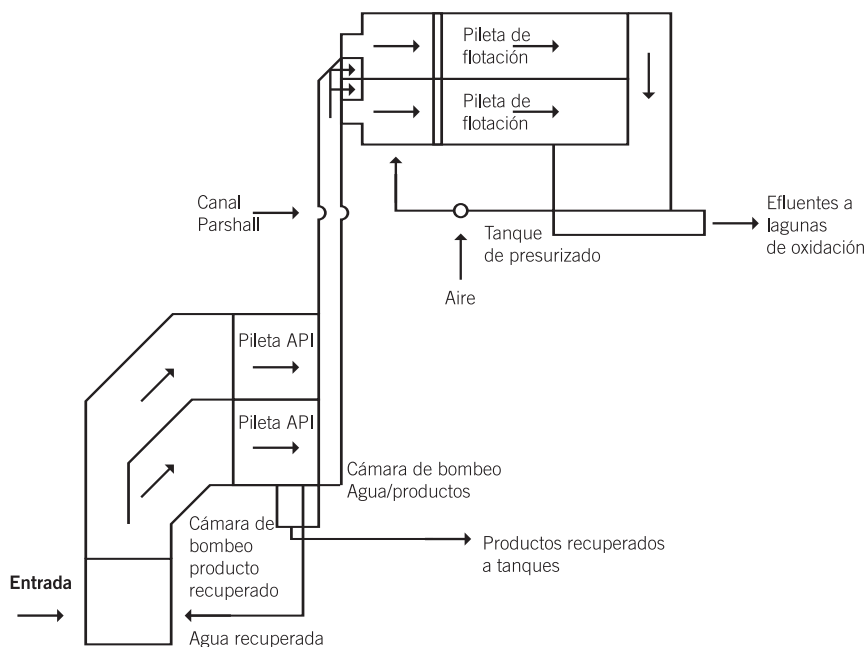 Pileta de
flotación
Pileta de
flotación
Canal
Parshall
Efluentes a
lagunas
de oxidación
Tanque
de presurizado
Aire
Pileta API
Pileta API
Cámara de bombeo
Agua/productos
Cámara de
bombeo
producto
recuperado
Productos recuperados
a tanques
Entrada
Agua recuperada